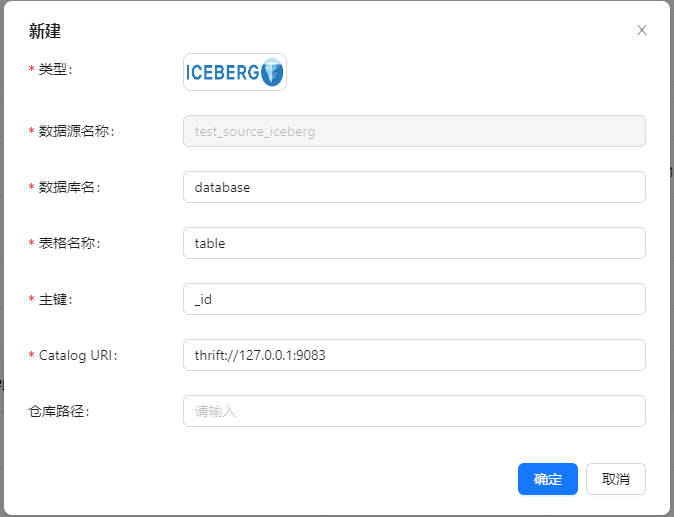 新建
* 类型： ICEBERG
* 数据源名称： test_source_iceberg
* 数据库名： database
* 表格名称： table
* 主键： _id
* Catalog URI： thrift://127.0.0.1:9083
仓库路径： 请输入
确定 取消